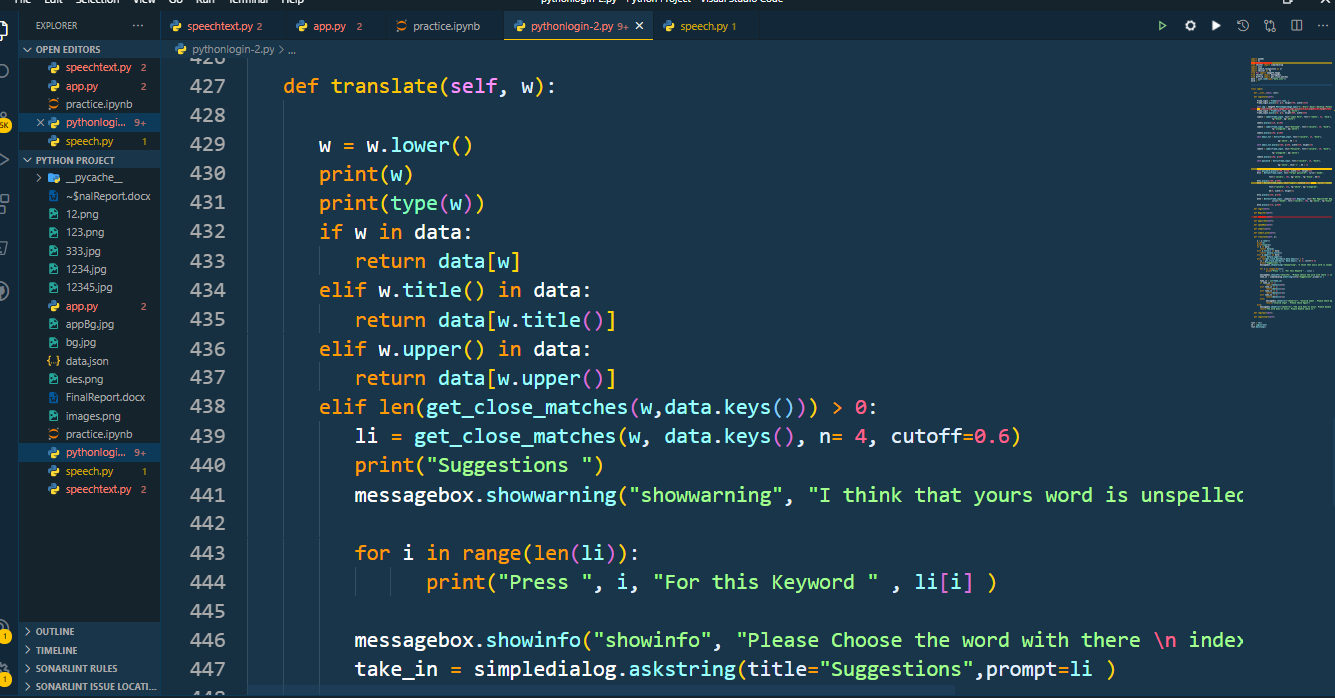 File Edit Selection View Go Run Terminal Help pythonlogin-2.py - Python Project - Visual Studio Code
EXPLORER ...
speechtext.py 2 app.py 2 practice.ipynb pythonlogin-2.py 9+ × speech.py 1
OPEN EDITORS
speechtext.py 2
app.py 2
practice.ipynb
× pythonlogi... 9+
speech.py 1
PYTHON PROJECT
__pycache__
~$nalReport.docx
12.png
123.png
333.jpg
1234.jpg
12345.jpg
app.py 2
appBg.jpg
bg.jpg
data.json
des.png
FinalReport.docx
images.png
practice.ipynb
pythonlogi... 9+
speech.py 1
speechtext.py 2
OUTLINE
TIMELINE
SONARLINT RULES
SONARLINT ISSUE LOCATI...
pythonlogin-2.py > ...
426
427 def translate(self, w):
428
429 w = w.lower()
430 print(w)
431 print(type(w))
432 if w in data:
433 return data[w]
434 elif w.title() in data:
435 return data[w.title()]
436 elif w.upper() in data:
437 return data[w.upper()]
438 elif len(get_close_matches(w,data.keys())) > 0:
439 li = get_close_matches(w, data.keys(), n= 4, cutoff=0.6)
440 print("Suggestions ")
441 messagebox.showwarning("showwarning", "I think that yours word is unspelled
442
443 for i in range(len(li)):
444 print("Press ", i, "For this Keyword " , li[i] )
445
446 messagebox.showinfo("showinfo", "Please Choose the word with there \n index
447 take_in = simpledialog.askstring(title="Suggestions",prompt=li )
448